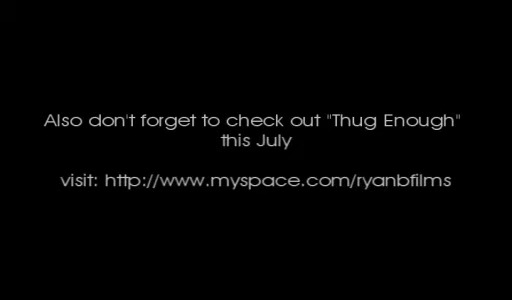 Also don't forget to check out "Thug Enough"
this July
visit: http://www.myspace.com/ryanbfilms